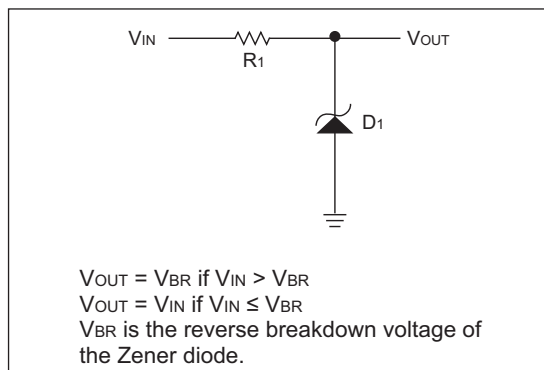 VIN VOUT
R1
D1
VOUT = VBR if VIN > VBR
VOUT = VIN if VIN ≤ VBR
VBR is the reverse breakdown voltage of
the Zener diode.